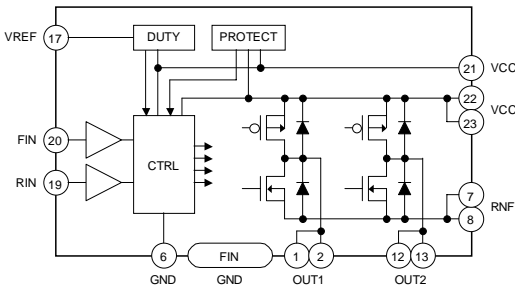 VREF 17 DUTY PROTECT
21 VCC
22 VCC
23
FIN 20
CTRL
RIN 19
7 RNF
8
6 FIN 1 2 12 13
GND GND OUT1 OUT2